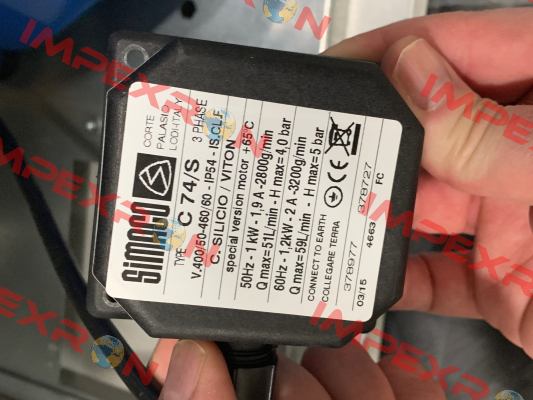 simaco
CORTE
PALASIO
LODI-ITALY
TYPE C 74/S 3 PHASE
V.400/50-460/60 - IP54 - IS.CL.F
C. SILICIO / VITON
special version motor +65°C
50Hz - 1 kW - 1,9 A -2800g/min
Q max=51L/min - H max=4,0 bar
60Hz - 1,2kW - 2 A -3200g/min
Q max=59L/min - H max=5 bar
CONNECT TO EARTH
COLLEGARE TERRA
CE
378977 378727
03/15 4663 FC
IMPEXRON
IMPEXRON
IMPEXRON
IMPEXRON